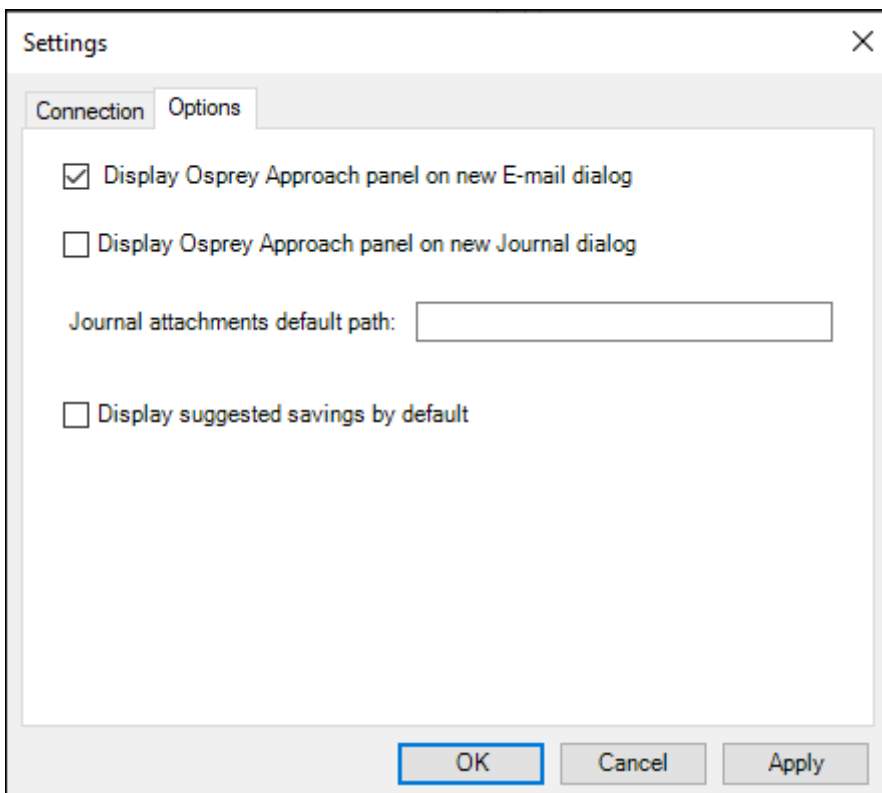 Settings
Connection Options
Display Osprey Approach panel on new E-mail dialog
Display Osprey Approach panel on new Journal dialog
Journal attachments default path:
Display suggested savings by default
OK Cancel Apply